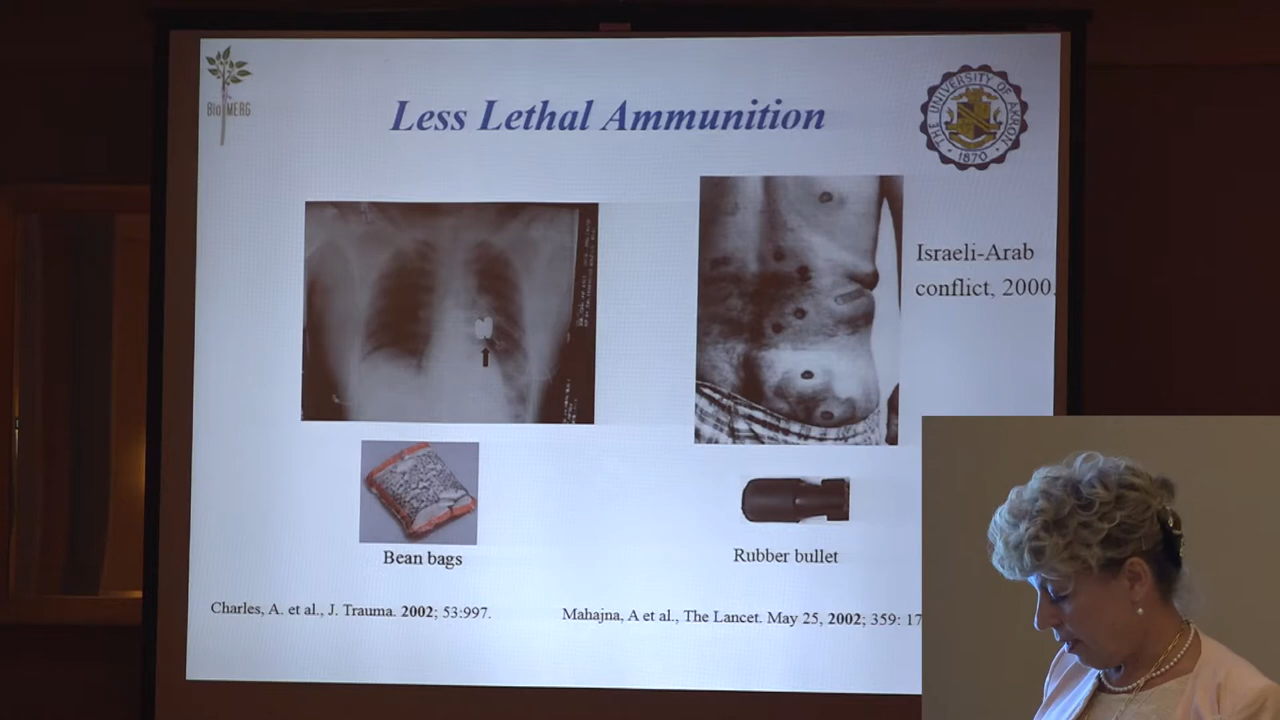 BioMERG
Less Lethal Ammunition
THE UNIVERSITY OF AKRON
1870
Israeli-Arab
conflict, 2000.
Bean bags
Rubber bullet
Charles, A. et al., J. Trauma. 2002; 53:997.
Mahajna, A et al., The Lancet. May 25, 2002; 359: 17